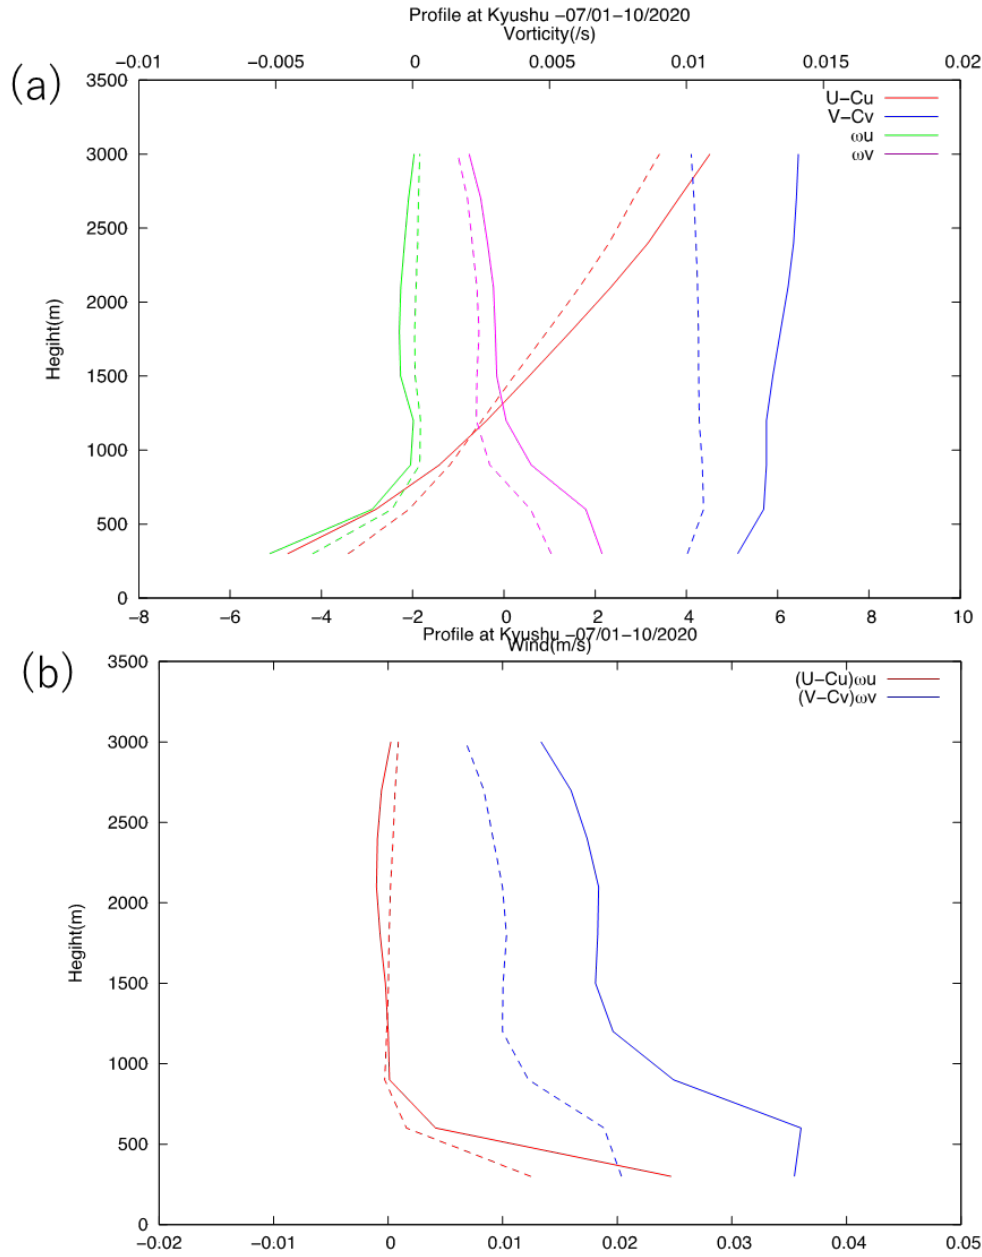 Profile at Kyushu -07/01-10/2020
Vorticity(/s)
-0.01 -0.005 0 0.005 0.01 0.015 0.02
(a)
3500
3000
2500
2000
1500
1000
500
0
Hegiht(m)
U-Cu
V-Cv
ωu
ωv
-8 -6 -4 -2 0 2 4 6 8 10
Wind(m/s)
Profile at Kyushu -07/01-10/2020
(b)
3500
3000
2500
2000
1500
1000
500
0
Hegiht(m)
(U-Cu)ωu
(V-Cv)ωv
-0.02 -0.01 0 0.01 0.02 0.03 0.04 0.05